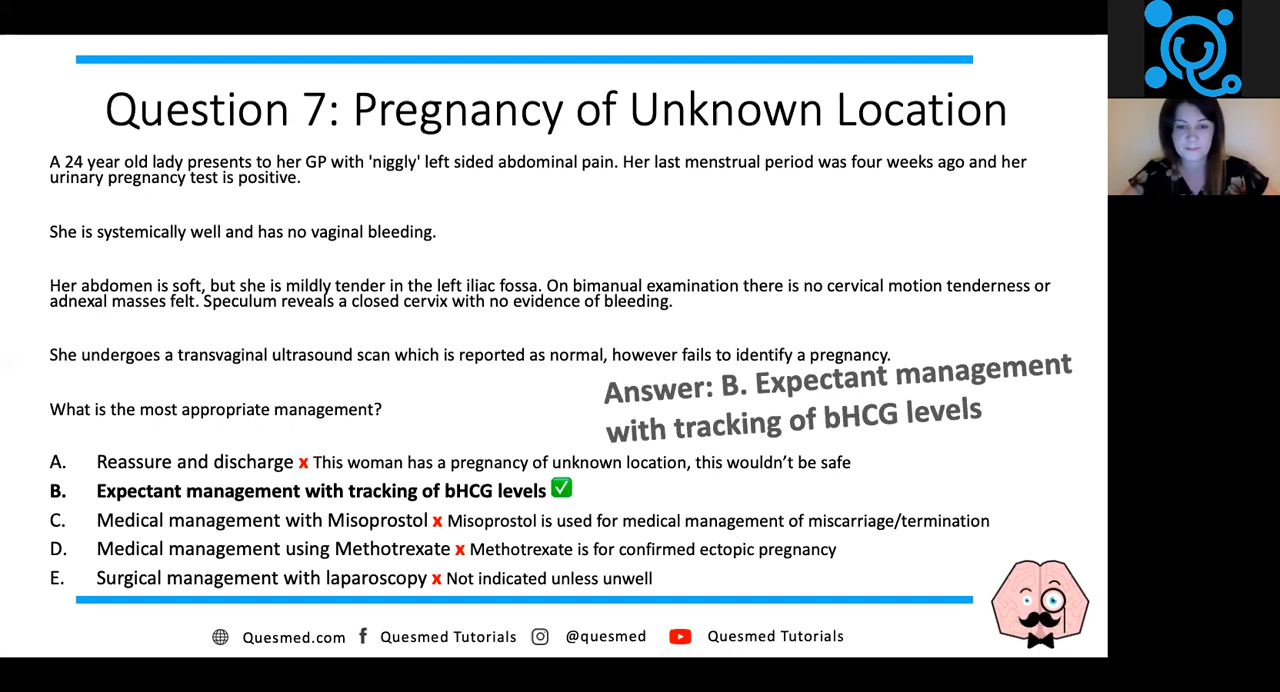 Question 7: Pregnancy of Unknown Location
A 24 year old lady presents to her GP with 'niggly' left sided abdominal pain. Her last menstrual period was four weeks ago and her
urinary pregnancy test is positive.
She is systemically well and has no vaginal bleeding.
Her abdomen is soft, but she is mildly tender in the left iliac fossa. On bimanual examination there is no cervical motion tenderness or
adnexal masses felt. Speculum reveals a closed cervix with no evidence of bleeding.
She undergoes a transvaginal ultrasound scan which is reported as normal, however fails to identify a pregnancy.
Answer: B. Expectant management
with tracking of bHCG levels
What is the most appropriate management?
A. Reassure and discharge x This woman has a pregnancy of unknown location, this wouldn't be safe
B. Expectant management with tracking of bHCG levels ✅
C. Medical management with Misoprostol x Misoprostol is used for medical management of miscarriage/termination
D. Medical management using Methotrexate x Methotrexate is for confirmed ectopic pregnancy
E. Surgical management with laparoscopy x Not indicated unless unwell
Quesmed.com f Quesmed Tutorials @quesmed Quesmed Tutorials